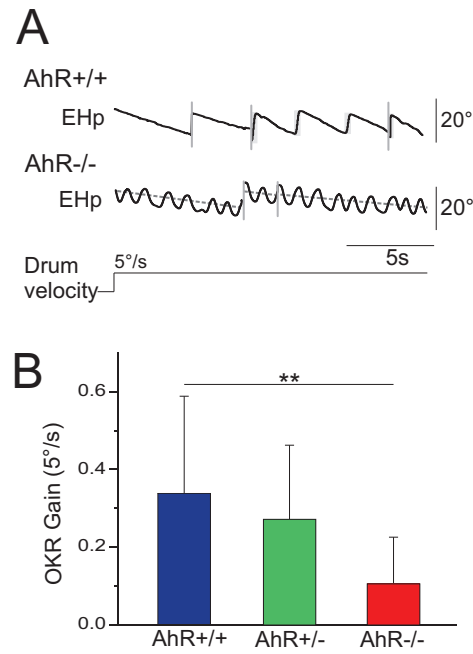 A
AhR+/+
EHp
20°
AhR-/-
EHp
20°
5s
Drum
velocity
5°/s
B
**
OKR Gain (5°/s)
0.6
0.4
0.2
0.0
AhR+/+ AhR+/- AhR-/-